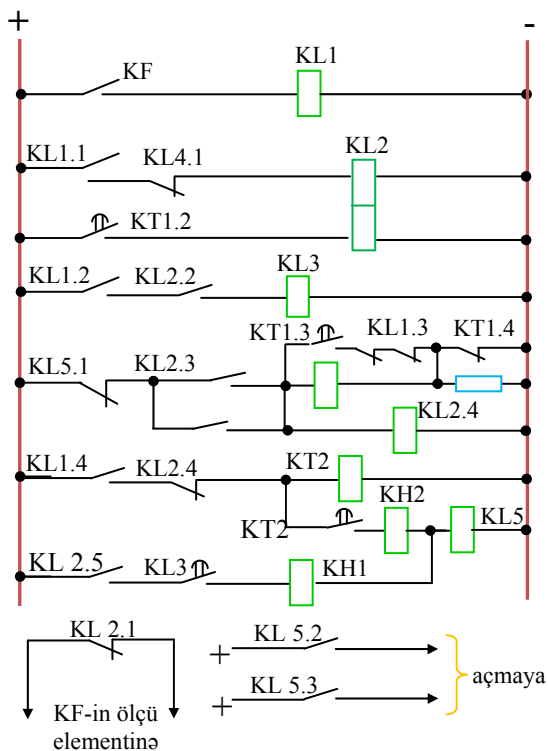 + -
KF KL1
KL1.1 KL4.1 KL2
KT1.2
KL1.2 KL2.2 KL3
KT1.3 KL1.3 KT1.4
KL5.1 KL2.3
KL2.4
KL1.4 KL2.4 KT2
KT2 KH2 KL5
KL 2.5 KL3 KH1
KL 2.1 + KL 5.2
+ KL 5.3 açmaya
KF-in ölçü
elementinə